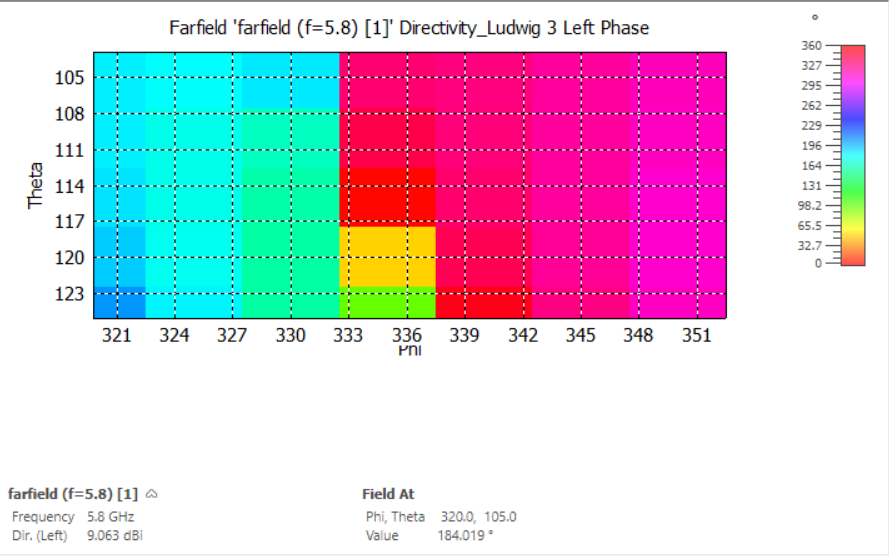 Farfield 'farfield (f=5.8) [1]' Directivity_Ludwig 3 Left Phase
°
360
327
295
262
229
196
164
131
98.2
65.5
32.7
0
Theta
105
108
111
114
117
120
123
321 324 327 330 333 336 339 342 345 348 351
Phi
farfield (f=5.8) [1]
Frequency 5.8 GHz
Dir. (Left) 9.063 dBi
Field At
Phi, Theta 320.0, 105.0
Value 184.019 °